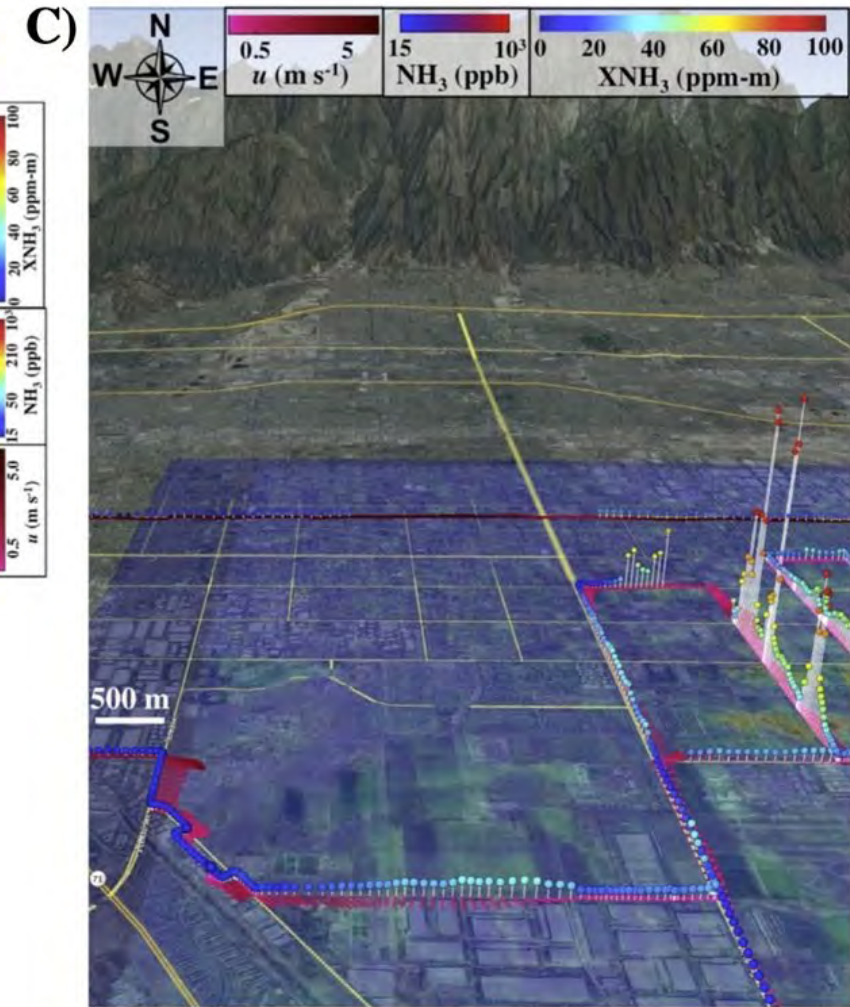 C)
N
W E
S
0.5 5
u (m s⁻¹)
15 10³
NH₃ (ppb)
0 20 40 60 80 100
XNH₃ (ppm-m)
0 20 40 60 80 100
XNH₃ (ppm-m)
15 50 210 10³
NH₃ (ppb)
0.5 5.0
u (m s⁻¹)
500 m
71